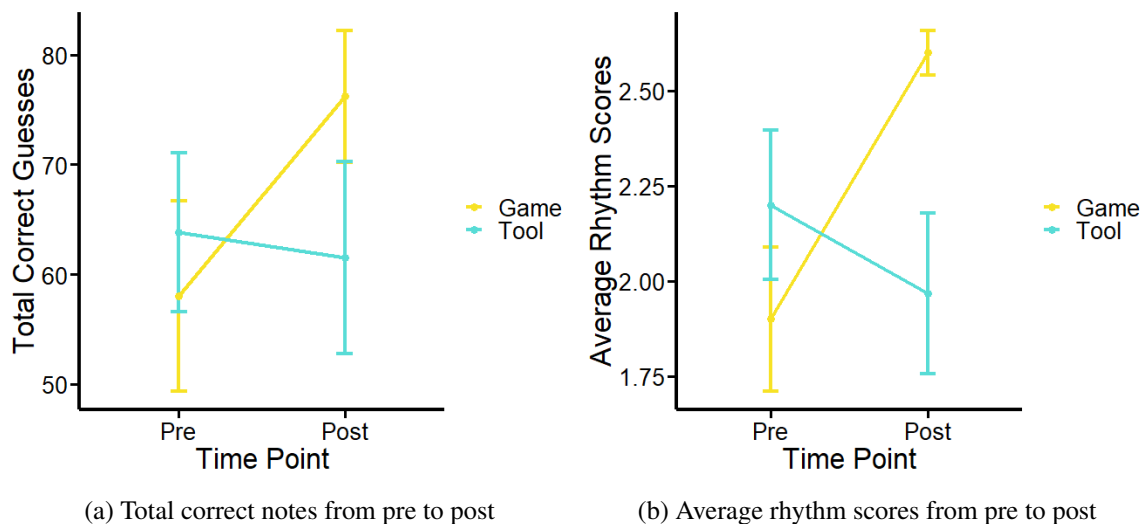 Total Correct Guesses
80
70
60
50
Pre
Post
Time Point
Game
Tool
(a) Total correct notes from pre to post
Average Rhythm Scores
2.50
2.25
2.00
1.75
Pre
Post
Time Point
Game
Tool
(b) Average rhythm scores from pre to post